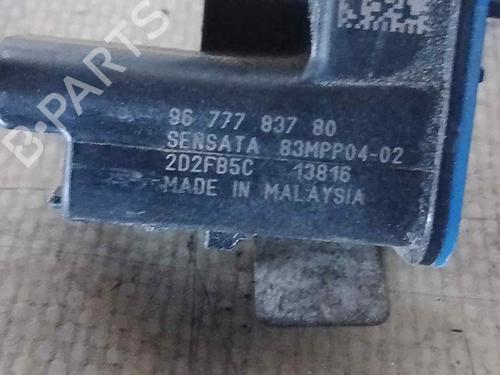 96 777 837 80
SENSATA 83MPP04-02
2D2FB5C 13816
MADE IN MALAYSIA
B-PARTS